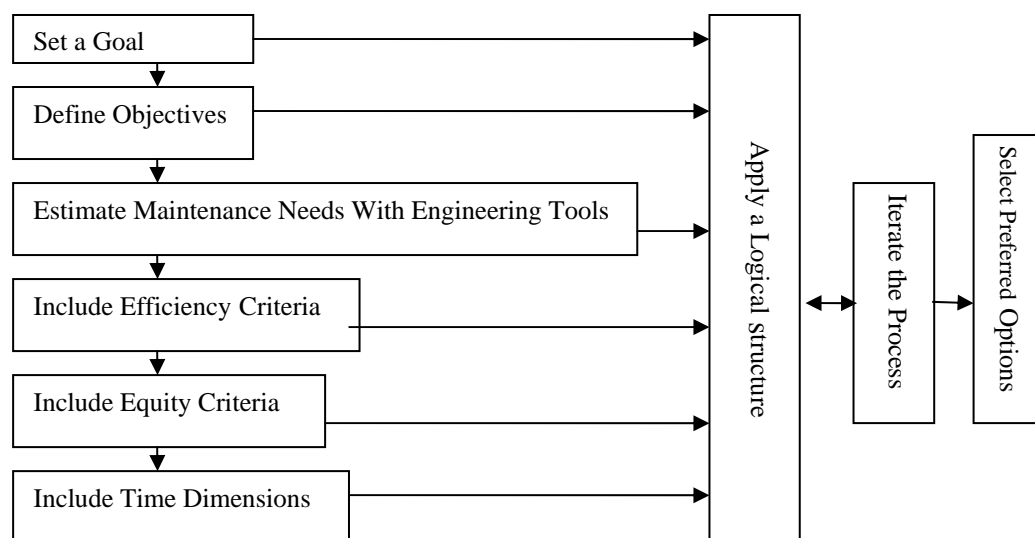 Set a Goal
Define Objectives
Estimate Maintenance Needs With Engineering Tools
Include Efficiency Criteria
Include Equity Criteria
Include Time Dimensions
Apply a Logical structure
Iterate the Process
Select Preferred Options